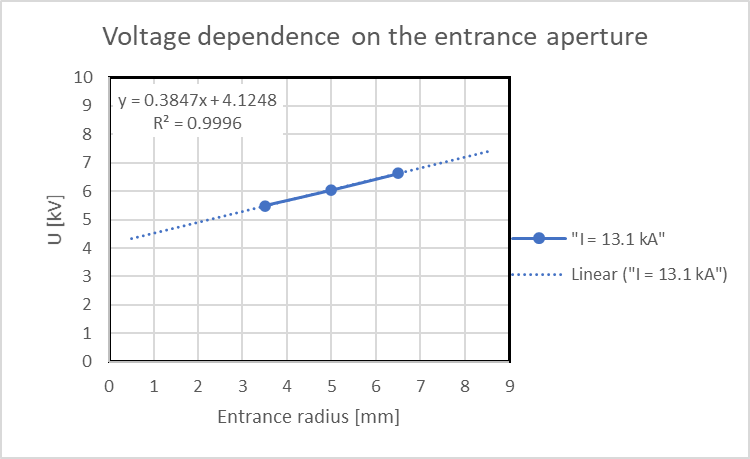 Voltage dependence on the entrance aperture
y = 0.3847x + 4.1248
R² = 0.9996
10
9
8
7
6
5
4
3
2
1
0
U [kV]
0 1 2 3 4 5 6 7 8 9
Entrance radius [mm]
"I = 13.1 kA"
Linear ("I = 13.1 kA")